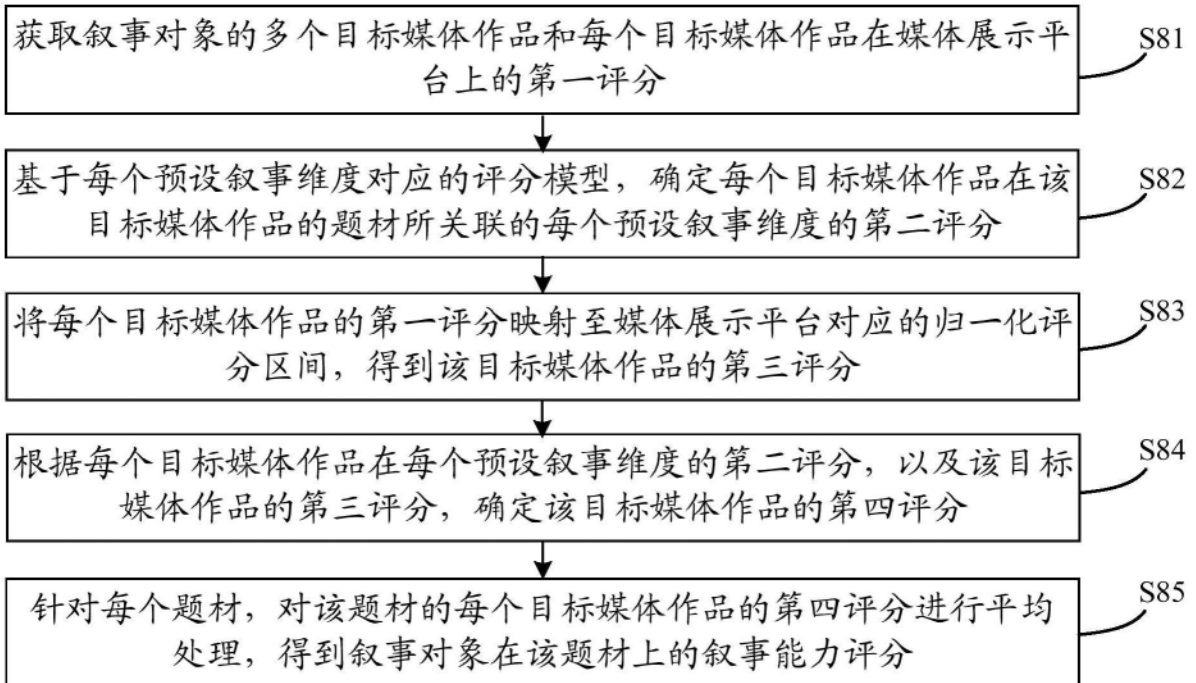 获取叙事对象的多个目标媒体作品和每个目标媒体作品在媒体展示平
台上的第一评分
S81
基于每个预设叙事维度对应的评分模型，确定每个目标媒体作品在该
目标媒体作品的题材所关联的每个预设叙事维度的第二评分
S82
将每个目标媒体作品的第一评分映射至媒体展示平台对应的归一化评
分区间，得到该目标媒体作品的第三评分
S83
根据每个目标媒体作品在每个预设叙事维度的第二评分，以及该目标
媒体作品的第三评分，确定该目标媒体作品的第四评分
S84
针对每个题材，对该题材的每个目标媒体作品的第四评分进行平均
处理，得到叙事对象在该题材上的叙事能力评分
S85